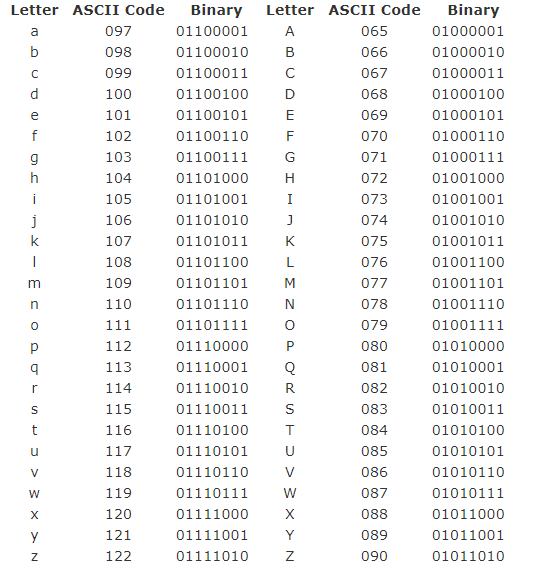 Letter ASCII Code Binary Letter ASCII Code Binary
a 097 01100001 A 065 01000001
b 098 01100010 B 066 01000010
c 099 01100011 C 067 01000011
d 100 01100100 D 068 01000100
e 101 01100101 E 069 01000101
f 102 01100110 F 070 01000110
g 103 01100111 G 071 01000111
h 104 01101000 H 072 01001000
i 105 01101001 I 073 01001001
j 106 01101010 J 074 01001010
k 107 01101011 K 075 01001011
l 108 01101100 L 076 01001100
m 109 01101101 M 077 01001101
n 110 01101110 N 078 01001110
o 111 01101111 O 079 01001111
p 112 01110000 P 080 01010000
q 113 01110001 Q 081 01010001
r 114 01110010 R 082 01010010
s 115 01110011 S 083 01010011
t 116 01110100 T 084 01010100
u 117 01110101 U 085 01010101
v 118 01110110 V 086 01010110
w 119 01110111 W 087 01010111
x 120 01111000 X 088 01011000
y 121 01111001 Y 089 01011001
z 122 01111010 Z 090 01011010